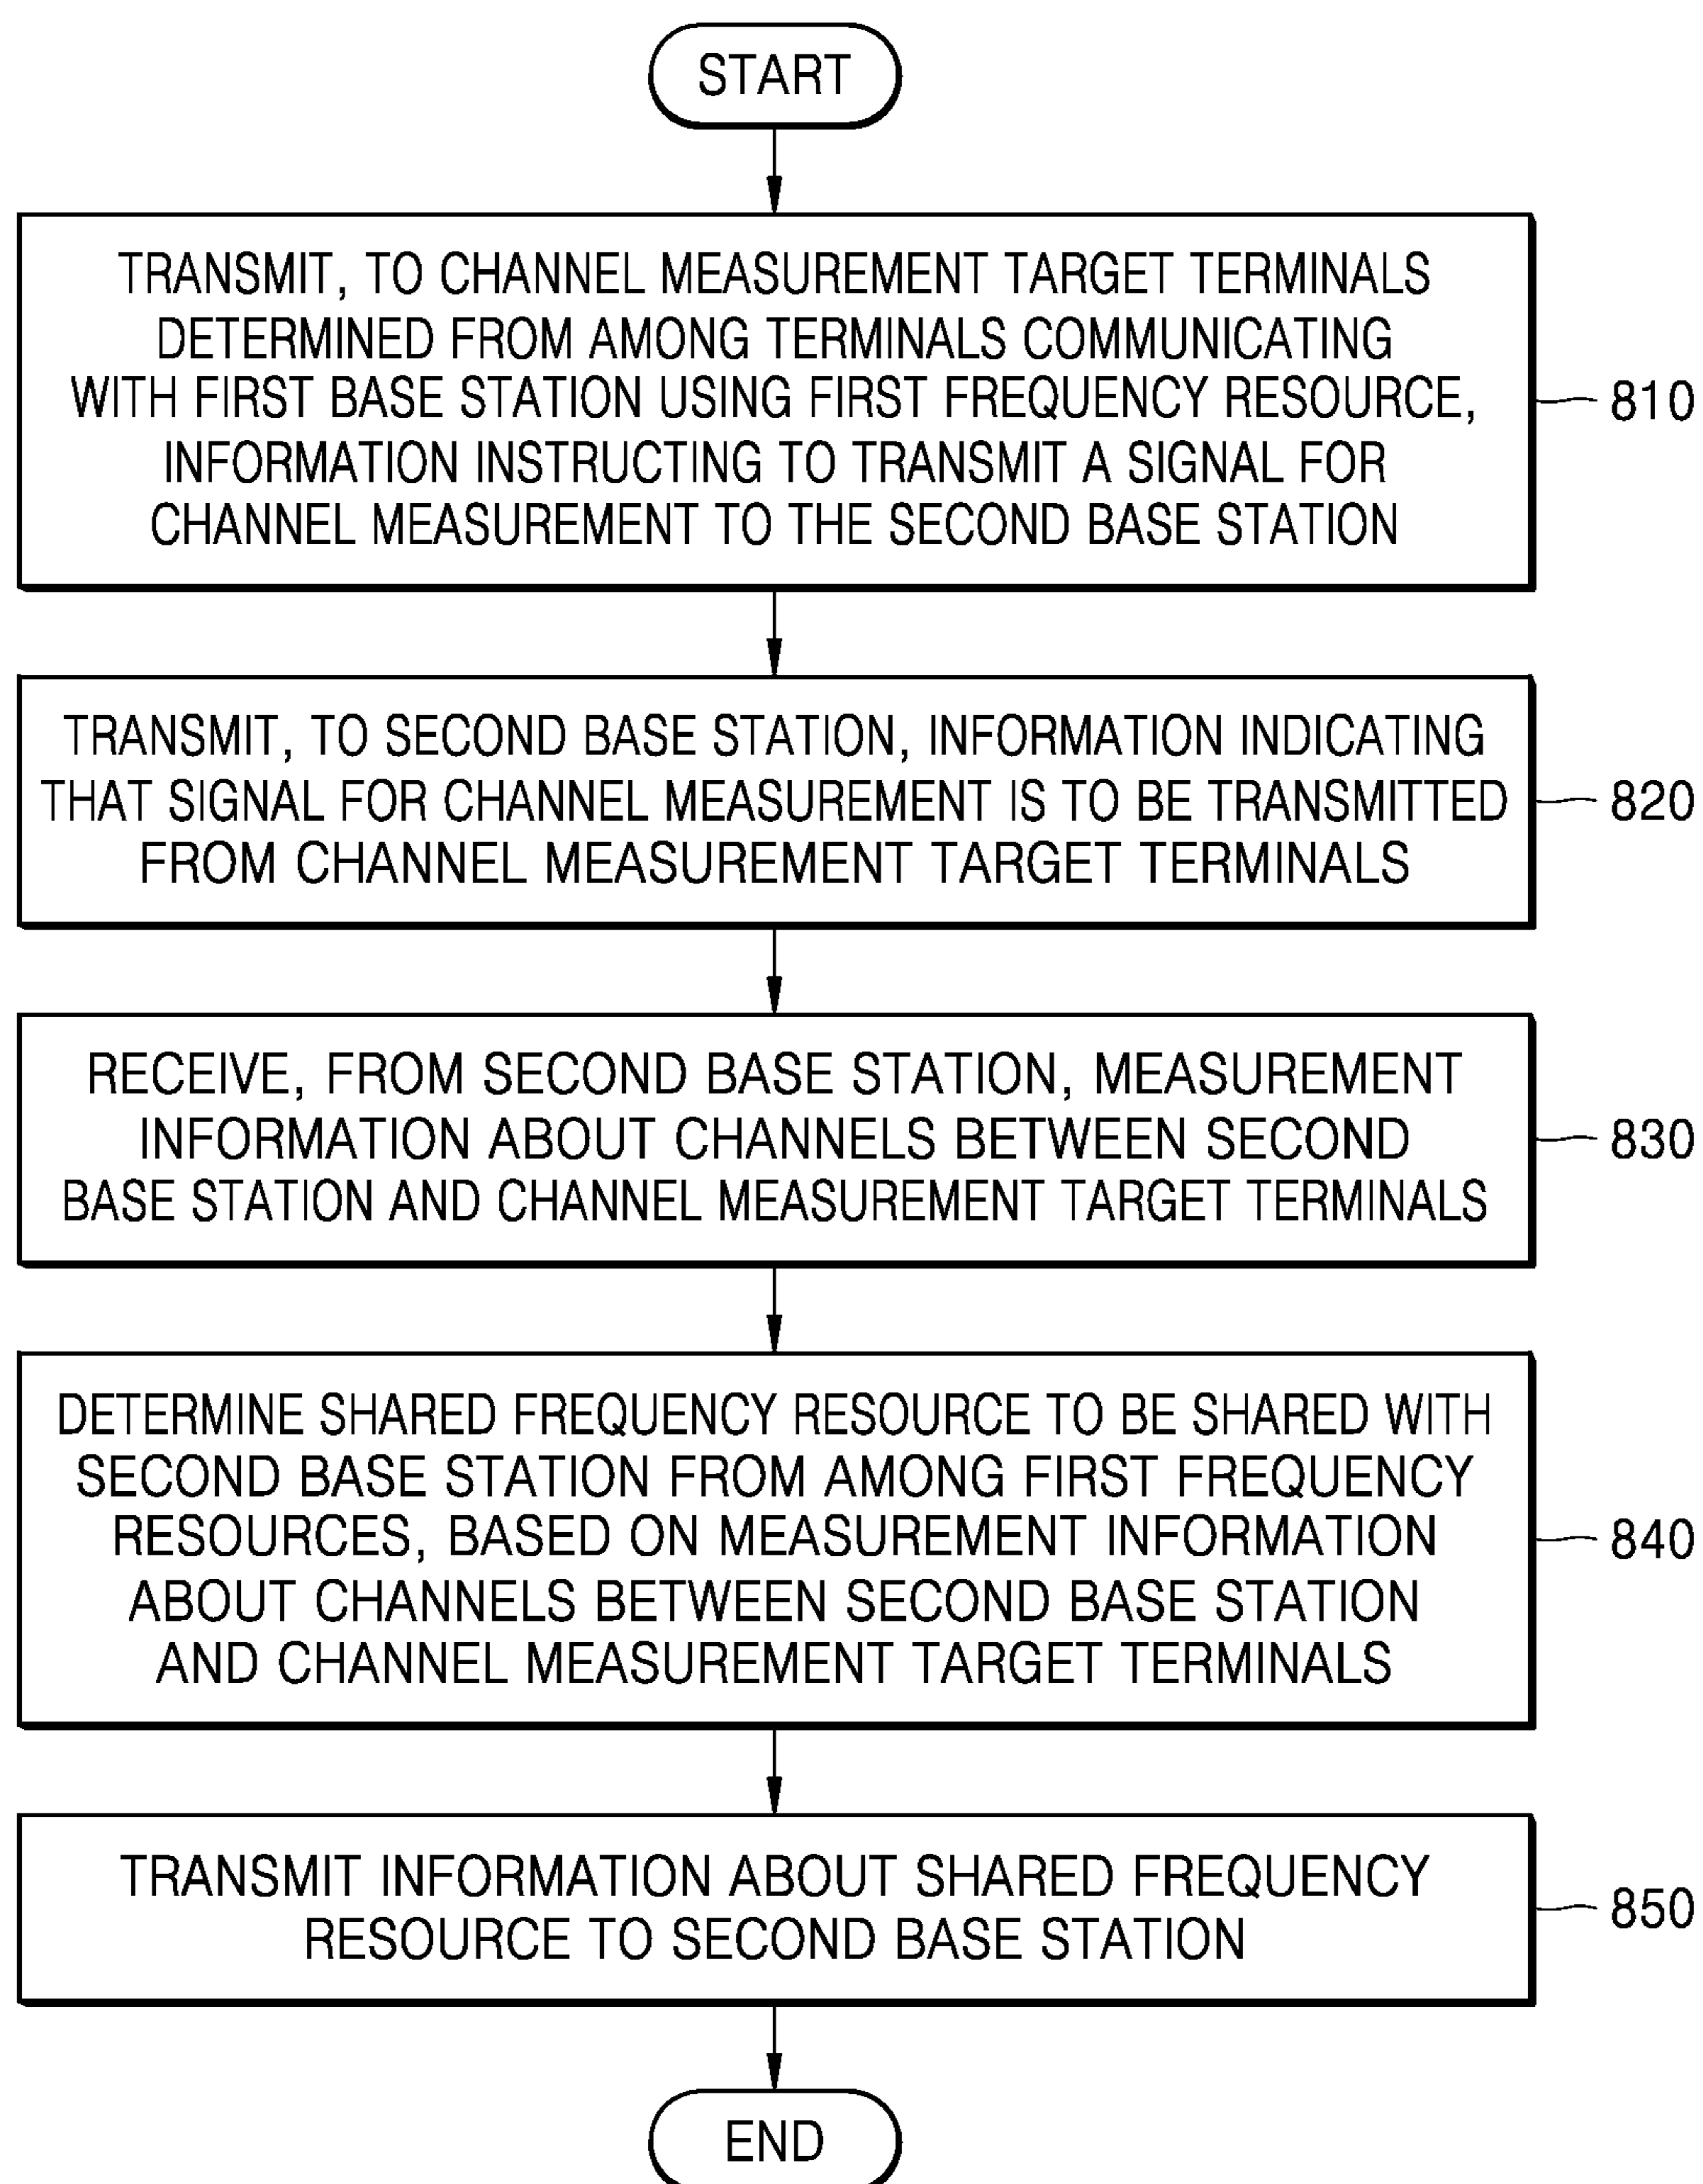 START
TRANSMIT, TO CHANNEL MEASUREMENT TARGET TERMINALS
DETERMINED FROM AMONG TERMINALS COMMUNICATING
WITH FIRST BASE STATION USING FIRST FREQUENCY RESOURCE,
INFORMATION INSTRUCTING TO TRANSMIT A SIGNAL FOR
CHANNEL MEASUREMENT TO THE SECOND BASE STATION
810
TRANSMIT, TO SECOND BASE STATION, INFORMATION INDICATING
THAT SIGNAL FOR CHANNEL MEASUREMENT IS TO BE TRANSMITTED
FROM CHANNEL MEASUREMENT TARGET TERMINALS
820
RECEIVE, FROM SECOND BASE STATION, MEASUREMENT
INFORMATION ABOUT CHANNELS BETWEEN SECOND
BASE STATION AND CHANNEL MEASUREMENT TARGET TERMINALS
830
DETERMINE SHARED FREQUENCY RESOURCE TO BE SHARED WITH
SECOND BASE STATION FROM AMONG FIRST FREQUENCY
RESOURCES, BASED ON MEASUREMENT INFORMATION
ABOUT CHANNELS BETWEEN SECOND BASE STATION
AND CHANNEL MEASUREMENT TARGET TERMINALS
840
TRANSMIT INFORMATION ABOUT SHARED FREQUENCY
RESOURCE TO SECOND BASE STATION
850
END